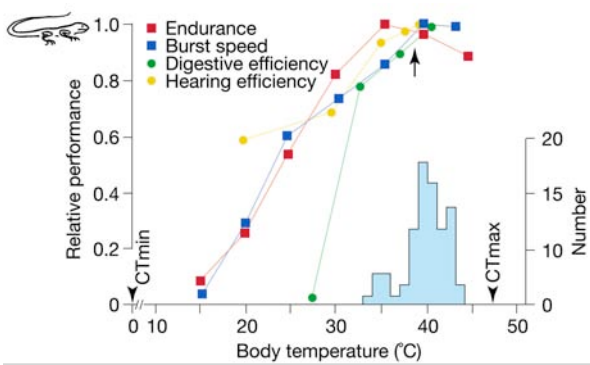 Endurance
Burst speed
Digestive efficiency
Hearing efficiency
Relative performance
1.0
0.8
0.6
0.4
0.2
0
CTmin
CTmax
20
15
10
5
0
Number
0 10 20 30 40 50
Body temperature (°C)